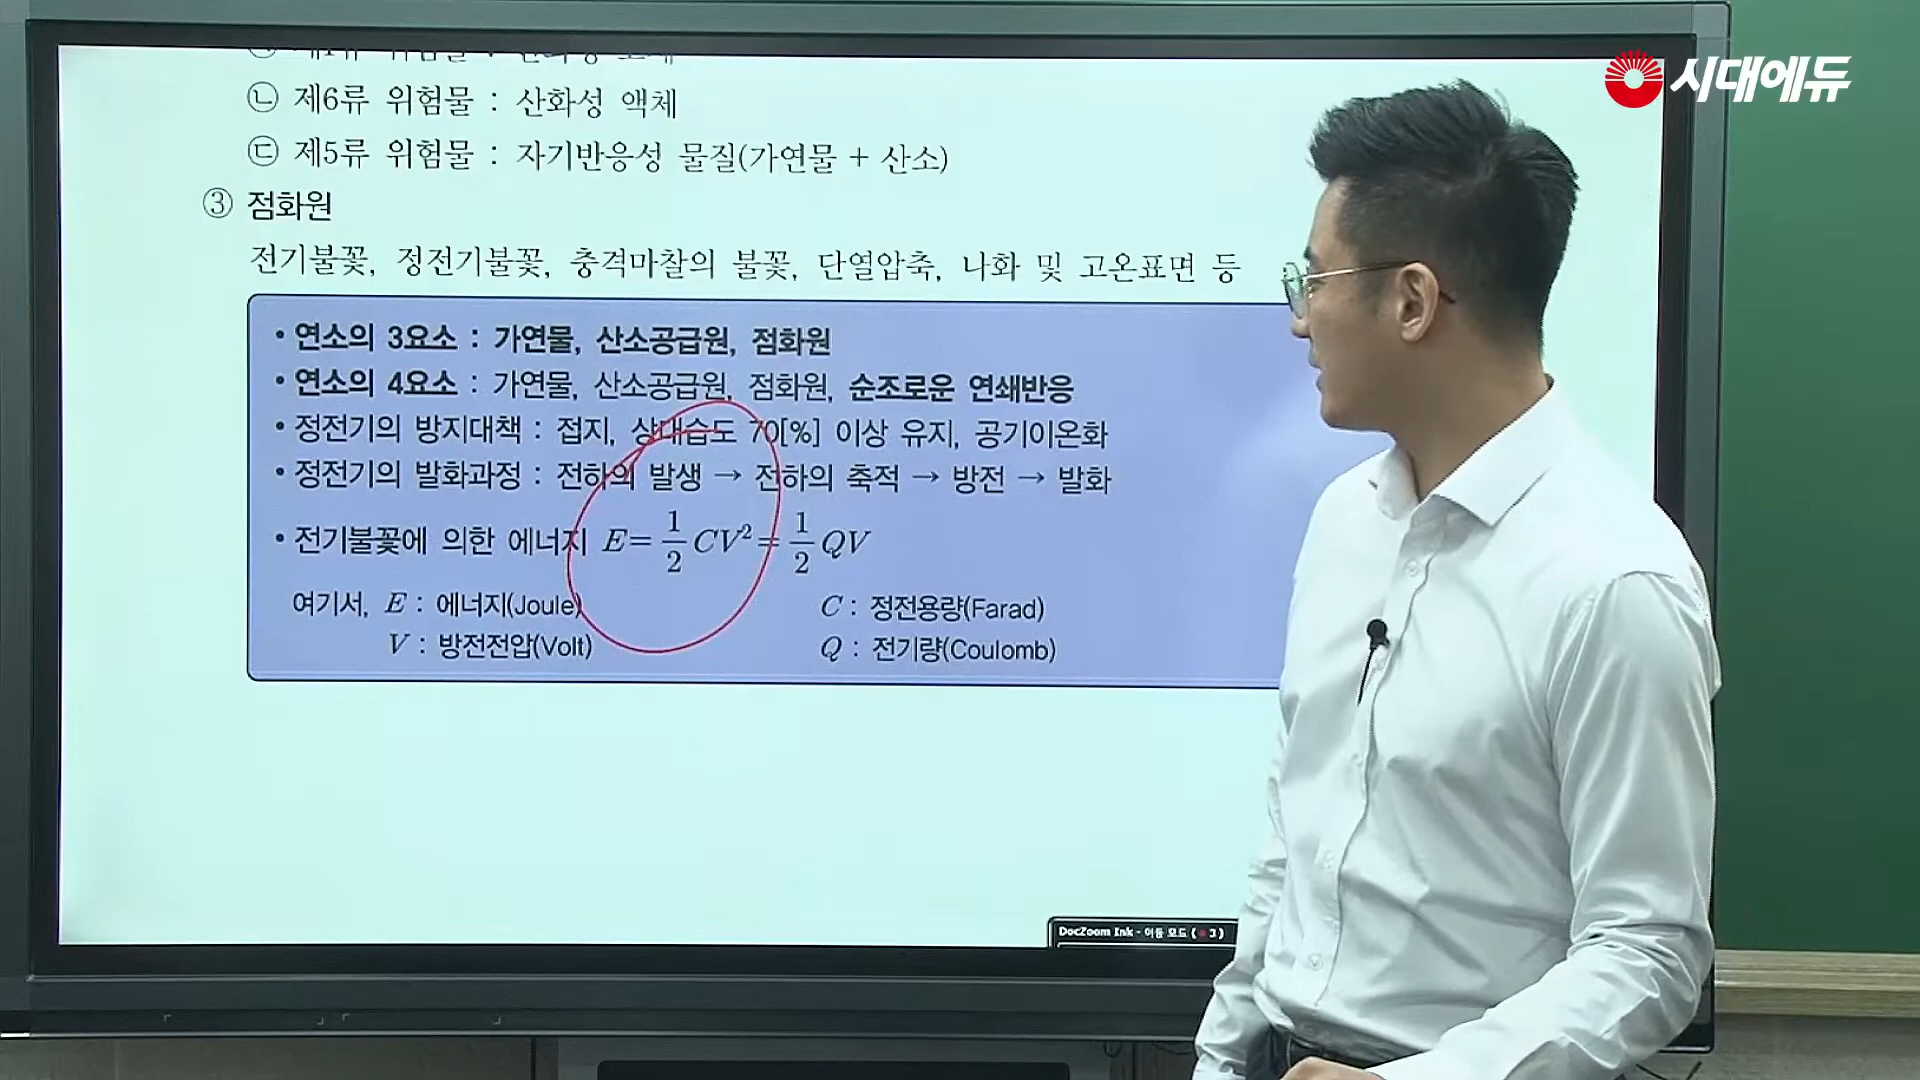 시대에듀
㉡ 제6류 위험물 : 산화성 액체
㉢ 제5류 위험물 : 자기반응성 물질(가연물 + 산소)
③ 점화원
전기불꽃, 정전기불꽃, 충격마찰의 불꽃, 단열압축, 나화 및 고온표면 등
• 연소의 3요소 : 가연물, 산소공급원, 점화원
• 연소의 4요소 : 가연물, 산소공급원, 점화원, 순조로운 연쇄반응
• 정전기의 방지대책 : 접지, 상대습도 70[%] 이상 유지, 공기이온화
• 정전기의 발화과정 : 전하의 발생 → 전하의 축적 → 방전 → 발화
• 전기불꽃에 의한 에너지 E = 1/2 CV² = 1/2 QV
여기서, E : 에너지(Joule) C : 정전용량(Farad)
V : 방전전압(Volt) Q : 전기량(Coulomb)
DocZoom Ink - 이동 모드 ( 3 )